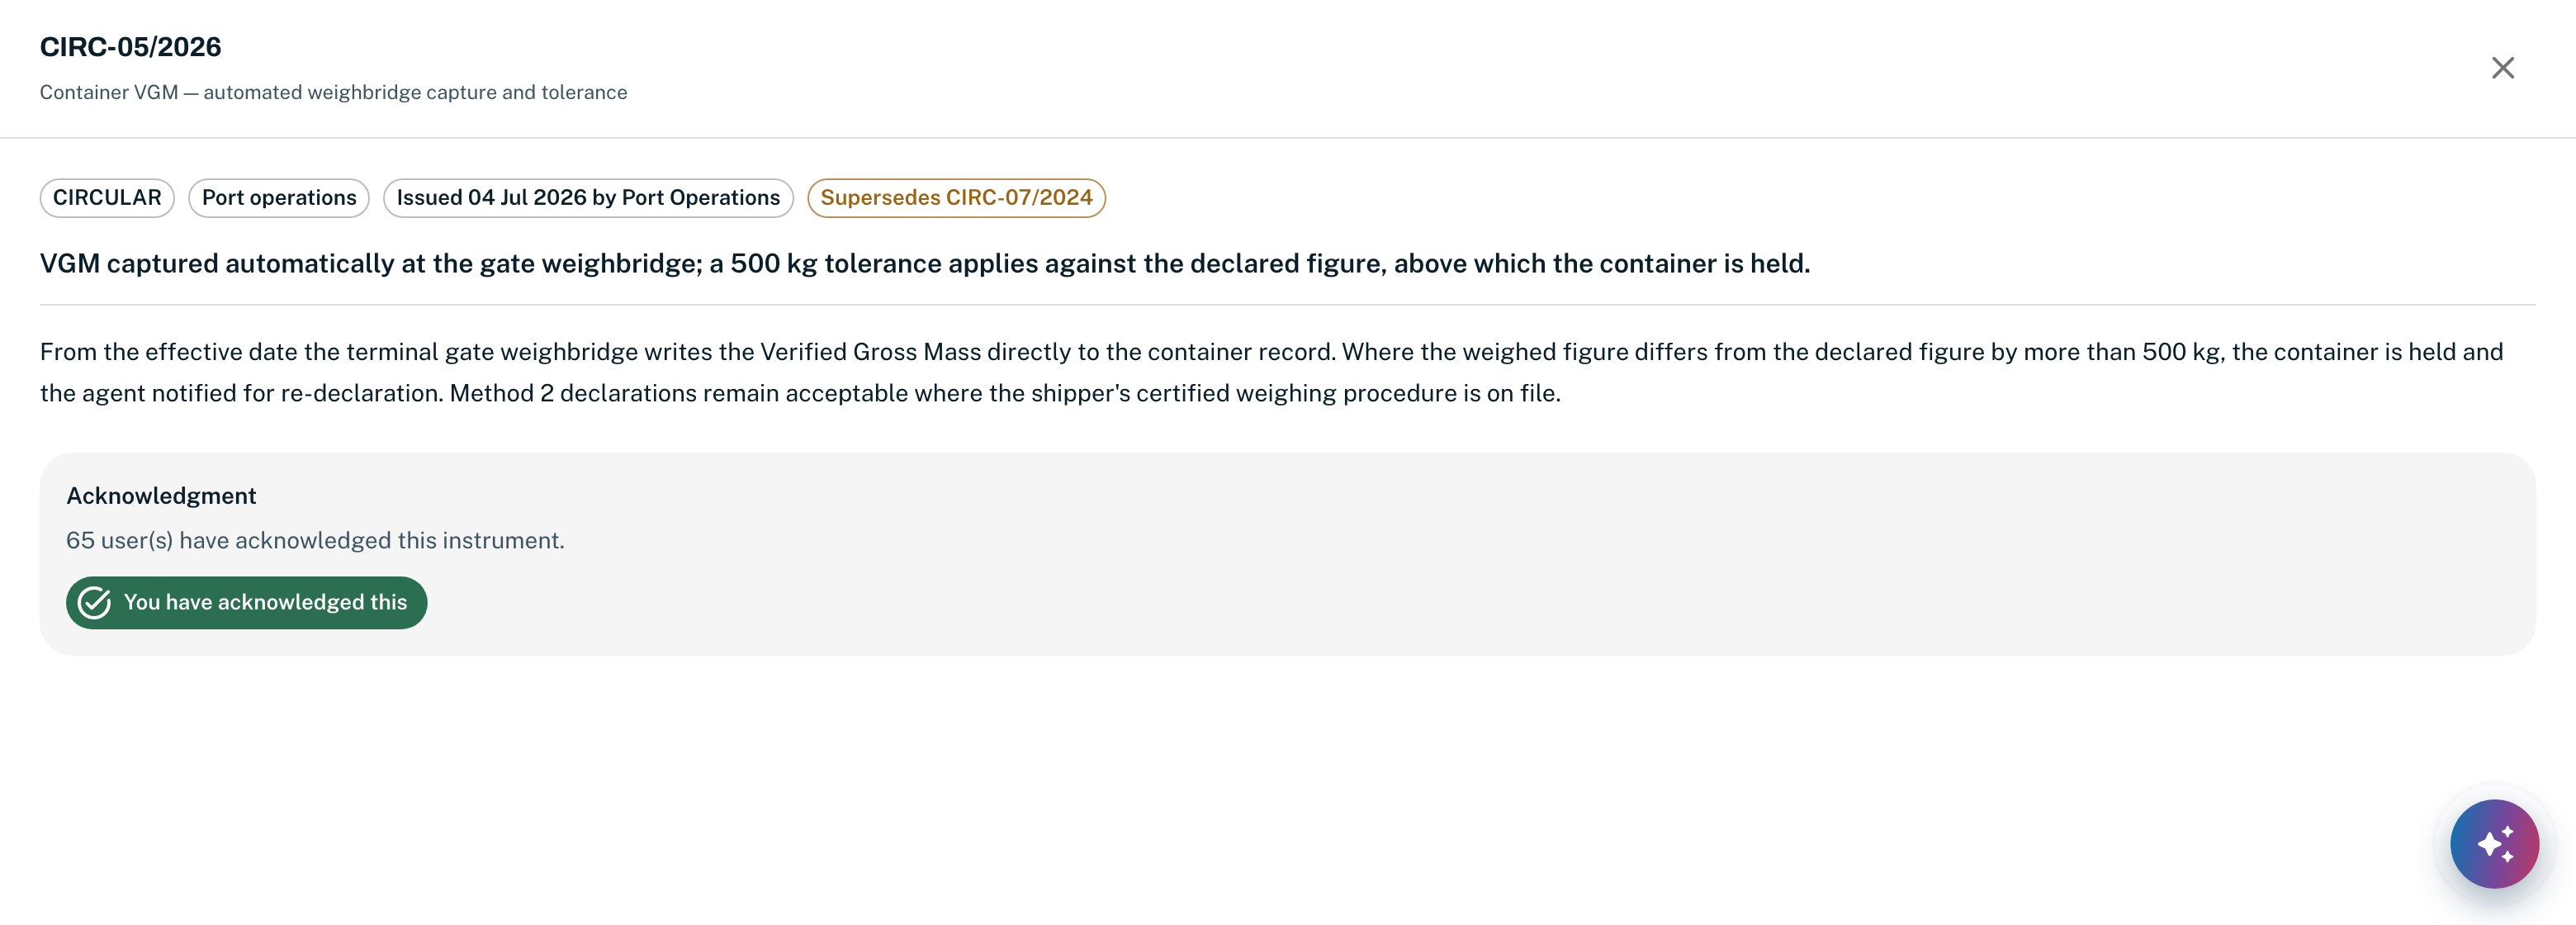 CIRC-05/2026
Container VGM — automated weighbridge capture and tolerance
CIRCULAR
Port operations
Issued 04 Jul 2026 by Port Operations
Supersedes CIRC-07/2024
VGM captured automatically at the gate weighbridge; a 500 kg tolerance applies against the declared figure, above which the container is held.
From the effective date the terminal gate weighbridge writes the Verified Gross Mass directly to the container record. Where the weighed figure differs from the declared figure by more than 500 kg, the container is held and
the agent notified for re-declaration. Method 2 declarations remain acceptable where the shipper's certified weighing procedure is on file.
Acknowledgment
65 user(s) have acknowledged this instrument.
You have acknowledged this